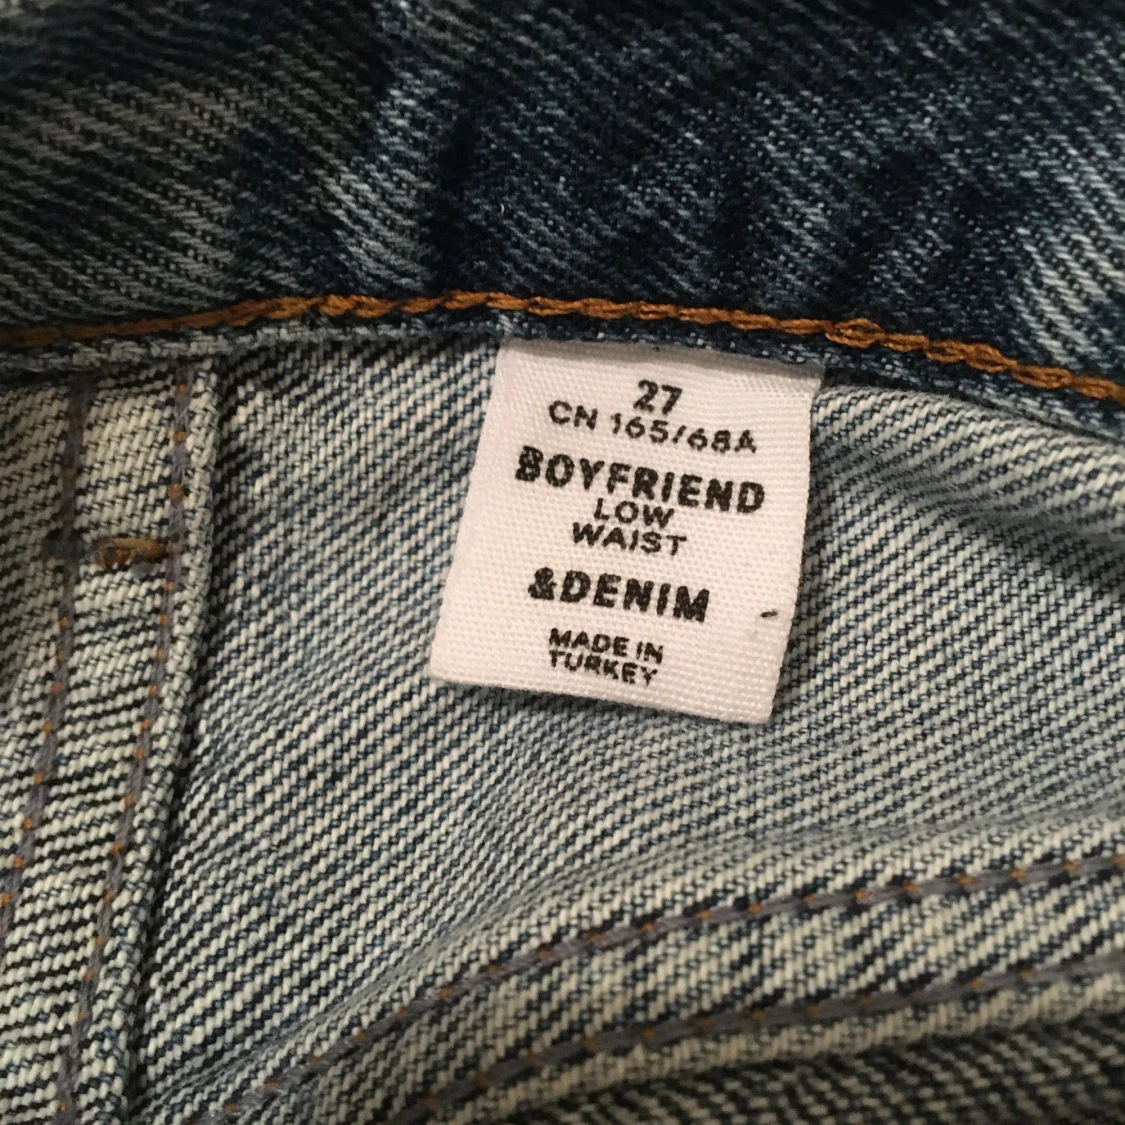 27
CN 165/68A
BOYFRIEND
LOW
WAIST
&DENIM
MADE IN
TURKEY